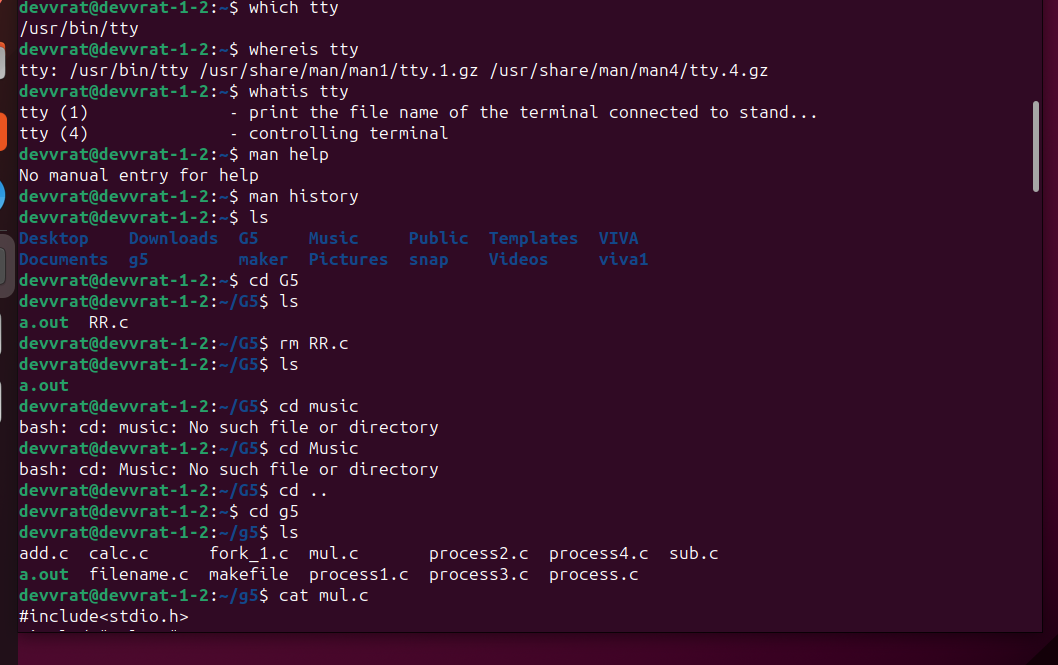 devvrat@devvrat-1-2:~$ which tty
/usr/bin/tty
devvrat@devvrat-1-2:~$ whereis tty
tty: /usr/bin/tty /usr/share/man/man1/tty.1.gz /usr/share/man/man4/tty.4.gz
devvrat@devvrat-1-2:~$ whatis tty
tty (1)              - print the file name of the terminal connected to stand...
tty (4)              - controlling terminal
devvrat@devvrat-1-2:~$ man help
No manual entry for help
devvrat@devvrat-1-2:~$ man history
devvrat@devvrat-1-2:~$ ls
Desktop    Downloads  G5     Music     Public  Templates  VIVA
Documents  g5         maker  Pictures  snap    Videos     viva1
devvrat@devvrat-1-2:~$ cd G5
devvrat@devvrat-1-2:~/G5$ ls
a.out  RR.c
devvrat@devvrat-1-2:~/G5$ rm RR.c
devvrat@devvrat-1-2:~/G5$ ls
a.out
devvrat@devvrat-1-2:~/G5$ cd music
bash: cd: music: No such file or directory
devvrat@devvrat-1-2:~/G5$ cd Music
bash: cd: Music: No such file or directory
devvrat@devvrat-1-2:~/G5$ cd ..
devvrat@devvrat-1-2:~$ cd g5
devvrat@devvrat-1-2:~/g5$ ls
add.c  calc.c      fork_1.c  mul.c       process2.c  process4.c  sub.c
a.out  filename.c  makefile  process1.c  process3.c  process.c
devvrat@devvrat-1-2:~/g5$ cat mul.c
#include<stdio.h>